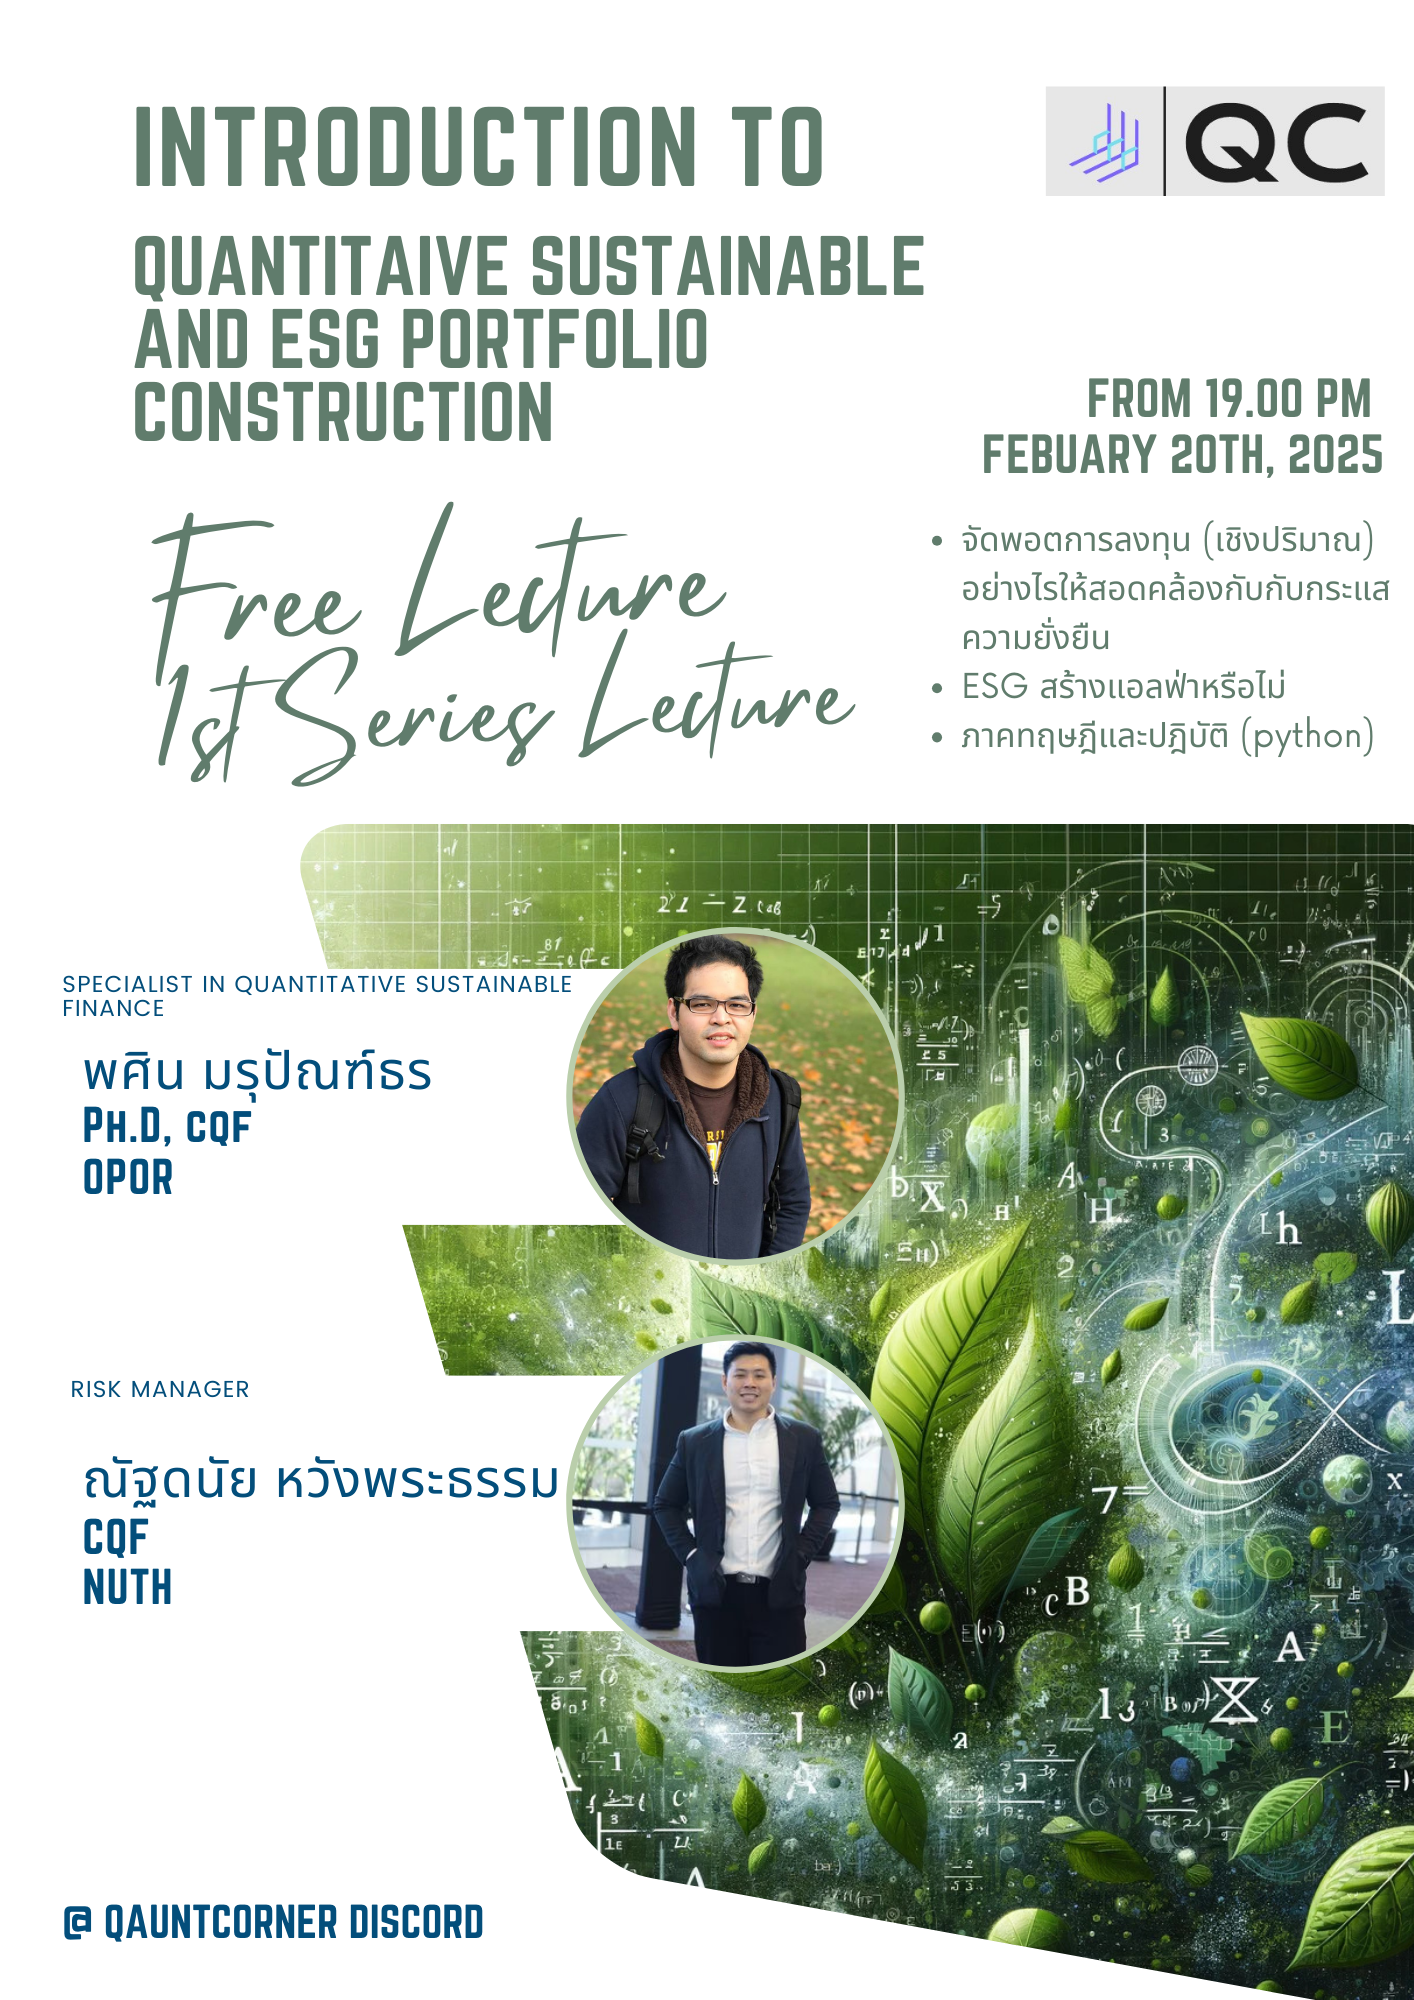 INTRODUCTION TO
QC
QUANTITAIVE SUSTAINABLE
AND ESG PORTFOLIO
CONSTRUCTION
FROM 19.00 PM
FEBUARY 20TH, 2025
Free Lecture
1st Series Lecture
• จัดพอตการลงทุน (เชิงปริมาณ)
อย่างไรให้สอดคล้องกับกับกระแส
ความยั่งยืน
• ESG สร้างแอลฟ่าหรือไม่
• ภาคทฤษฎีและปฎิบัติ (python)
SPECIALIST IN QUANTITATIVE SUSTAINABLE
FINANCE
พศิน มรุปัณฑ์ธร
PH.D, CQF
OPOR
RISK MANAGER
ณัฐดนัย หวังพระธรรม
CQF
NUTH
@ QAUNTCORNER DISCORD